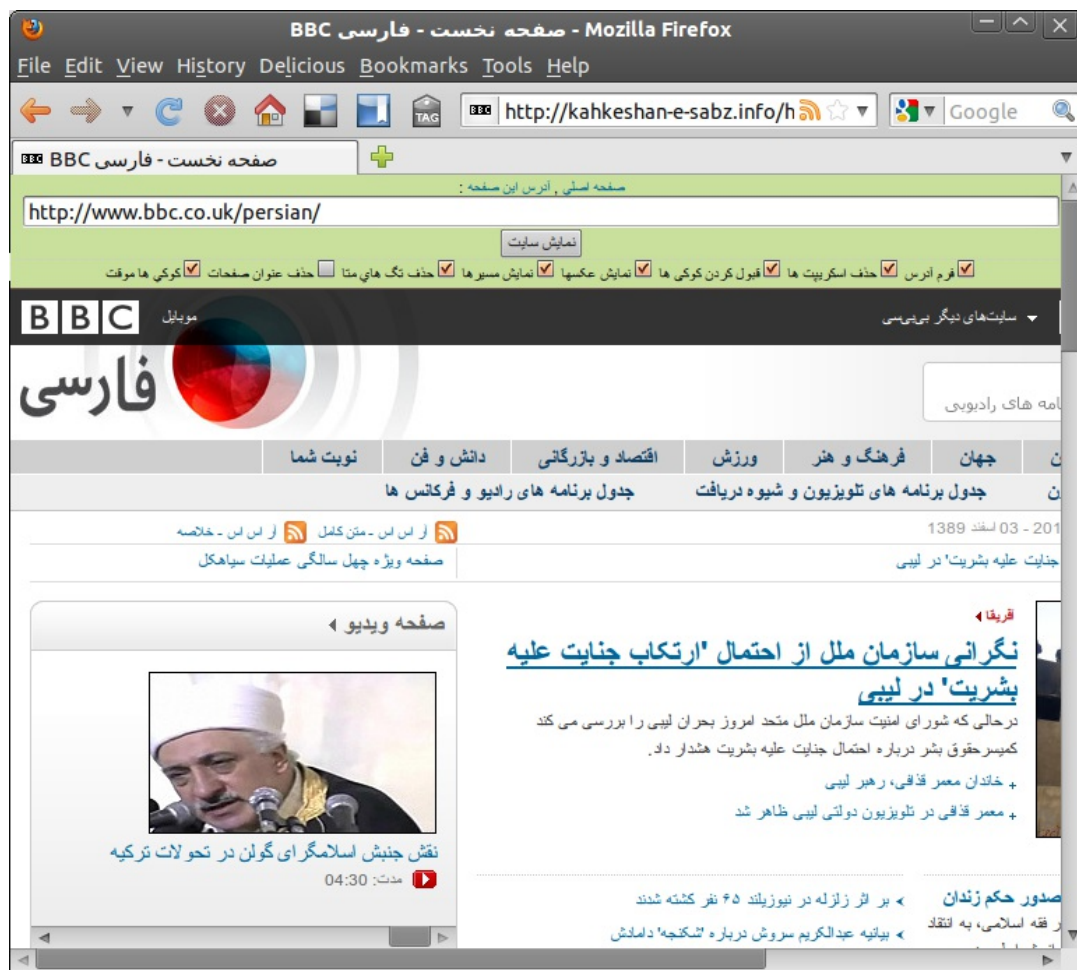 صفحه نخست - فارسی BBC - Mozilla Firefox
File Edit View History Delicious Bookmarks Tools Help
TAG
BBC http://kahkeshan-e-sabz.info/h
Google
BBC صفحه نخست - فارسی BBC
صفحه اصلی , آدرس این صفحه :
http://www.bbc.co.uk/persian/
نمایش سایت
فرم آدرس حذف اسکریپت ها قبول کردن کوکی ها نمایش عکسها نمایش مسیر ها حذف تگ هاي متا حذف عنوان صفحات کوکي ها موقت
BBC
موبایل
سایت‌های دیگر بی‌بی‌سی
فارسی
امه های رادیویی
جهان فرهنگ و هنر ورزش اقتصاد و بازرگانی دانش و فن نوبت شما
جدول برنامه های تلویزیون و شیوه دریافت جدول برنامه های رادیو و فرکانس ها
201 - 03 اسفند 1389
آر اس اس - متن کامل آر اس اس - خلاصه
جنایت علیه بشریت' در لیبی
صفحه ویژه چهل سالگی عملیات سیاهکل
آفریقا
نگرانی سازمان ملل از احتمال 'ارتکاب جنایت علیه
بشریت' در لیبی
درحالی که شورای امنیت سازمان ملل متحد امروز بحران لیبی را بررسی می کند
کمیسر حقوق بشر درباره احتمال جنایت علیه بشریت هشدار داد.
+ خاندان معمر قذافی، رهبر لیبی
+ معمر قذافی در تلویزیون دولتی لیبی ظاهر شد
صفحه ویدیو
نقش جنبش اسلامگرای گولن در تحولات ترکیه
مدت: 04:30
صدور حکم زندان
ر فقه اسلامی، به انتقاد
بر اثر زلزله در نیوزیلند ۶۵ نفر کشته شدند
بیانیه عبدالکریم سروش درباره 'شکنجه' دامادش